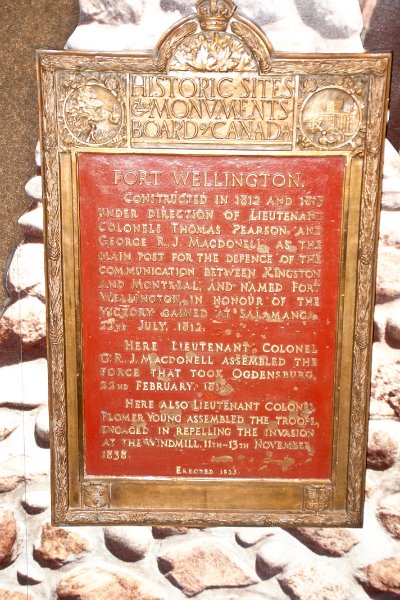 HISTORIC SITES
AND MONUMENTS
BOARD OF CANADA
FORT WELLINGTON.
CONSTRUCTED IN 1812 AND 1813
UNDER DIRECTION OF LIEUTENANT
COLONELS THOMAS PEARSON, AND
GEORGE R. J. MACDONELL, AS THE
MAIN POST FOR THE DEFENCE OF THE
COMMUNICATION BETWEEN KINGSTON
AND MONTREAL, AND NAMED FORT
WELLINGTON, IN HONOUR OF THE
VICTORY GAINED AT SALAMANCA,
22ND JULY, 1812.
HERE LIEUTENANT, COLONEL
G. R. J. MACDONELL ASSEMBLED THE
FORCE THAT TOOK OGDENSBURG,
22ND FEBRUARY,
HERE ALSO LIEUTENANT COLONEL
PLOMER YOUNG ASSEMBLED THE TROOPS,
ENGAGED IN REPELLING THE INVASION
AT THE WINDMILL, 11TH-13TH NOVEMBER
1838.
ERECTED